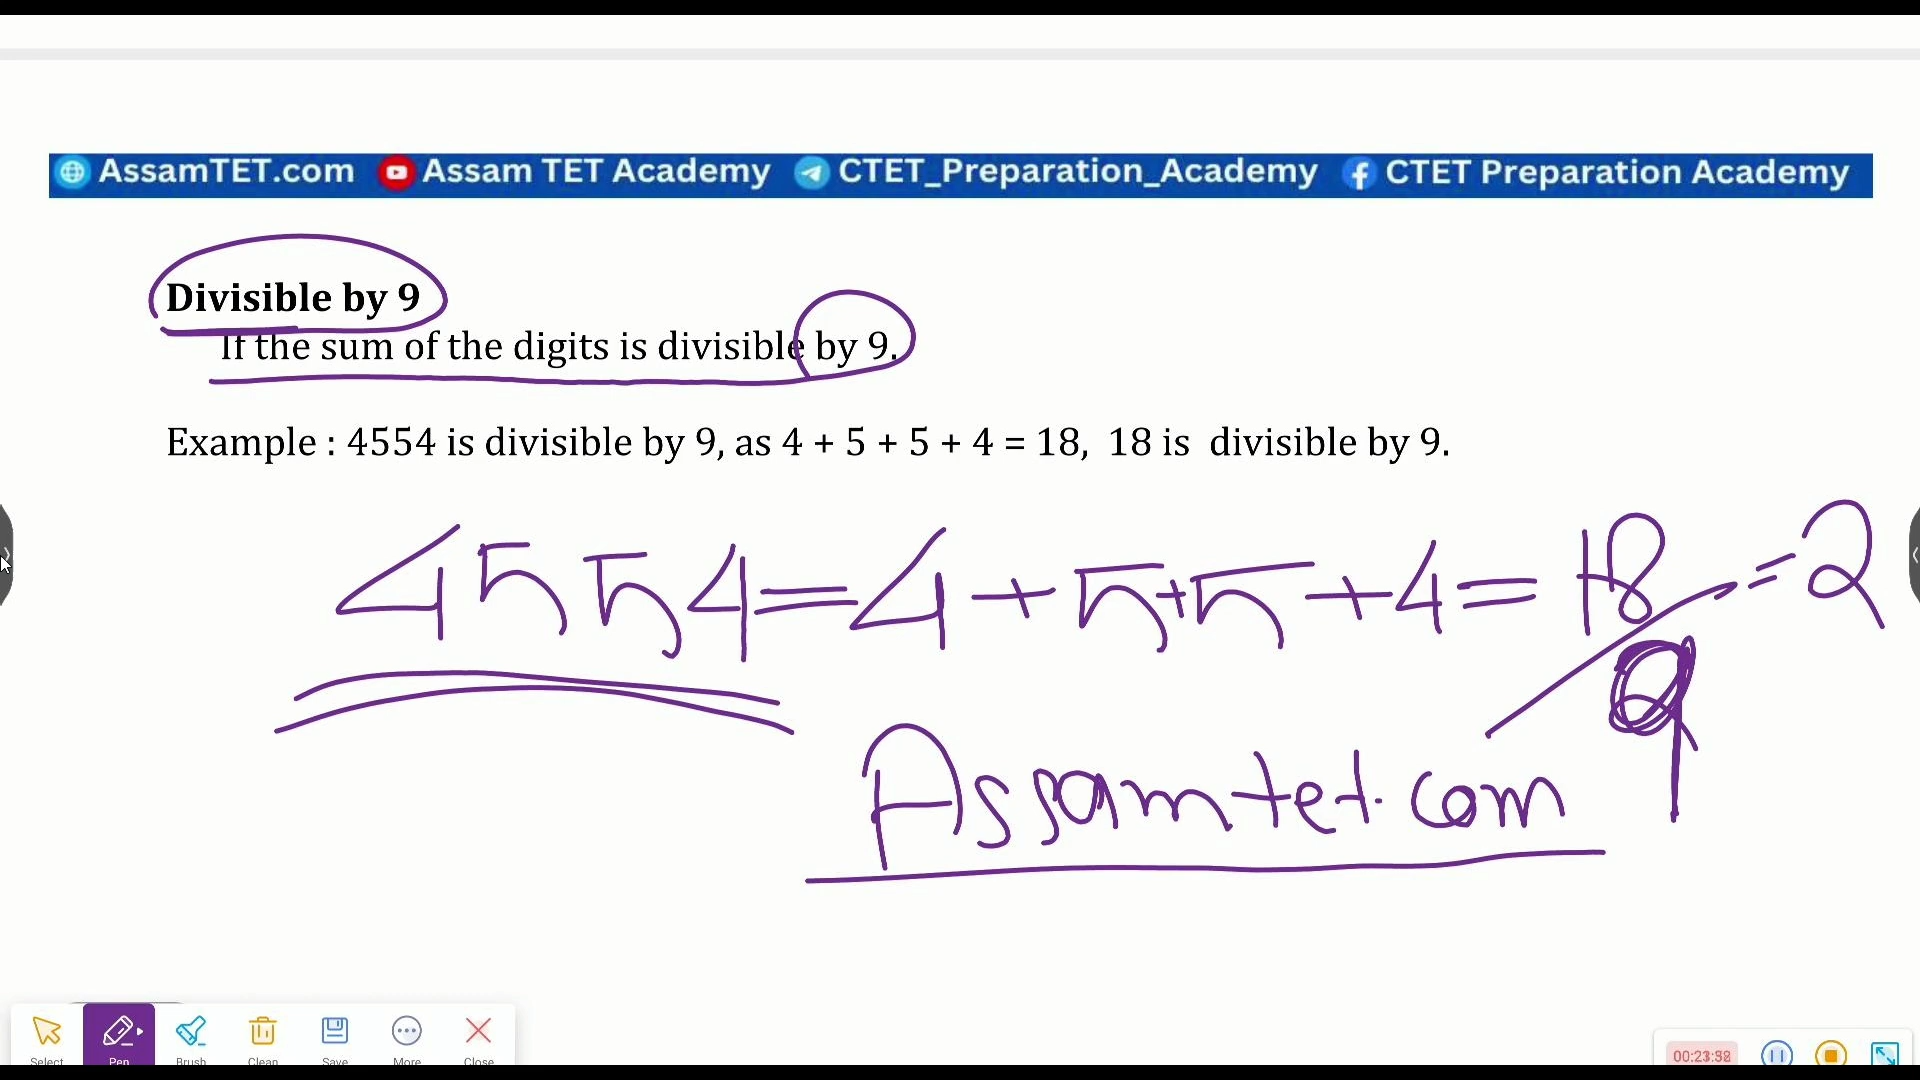 AssamTET.com Assam TET Academy CTET_Preparation_Academy CTET Preparation Academy
Divisible by 9
If the sum of the digits is divisible by 9.
Example : 4554 is divisible by 9, as 4 + 5 + 5 + 4 = 18, 18 is divisible by 9.
4554=4+5+5+4=18/9=2
Assamtet.com
Select Pen Brush Clean Save More Close
00:23:38